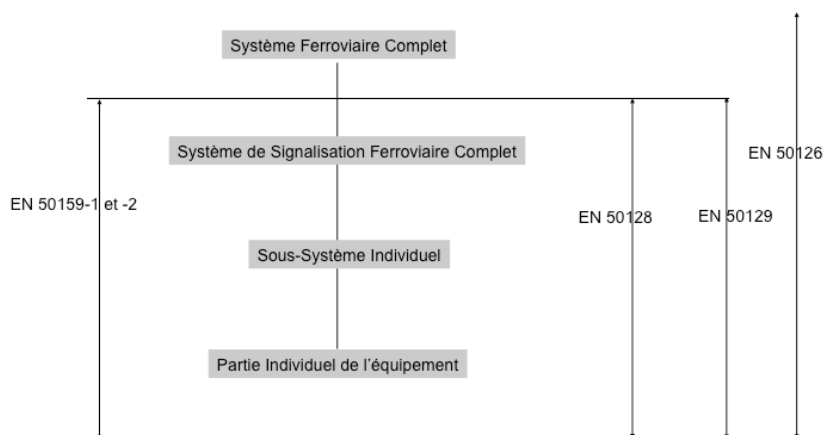 Système Ferroviaire Complet
Système de Signalisation Ferroviaire Complet
EN 50126
EN 50159-1 et -2
EN 50128
EN 50129
Sous-Système Individuel
Partie Individuel de l'équipement